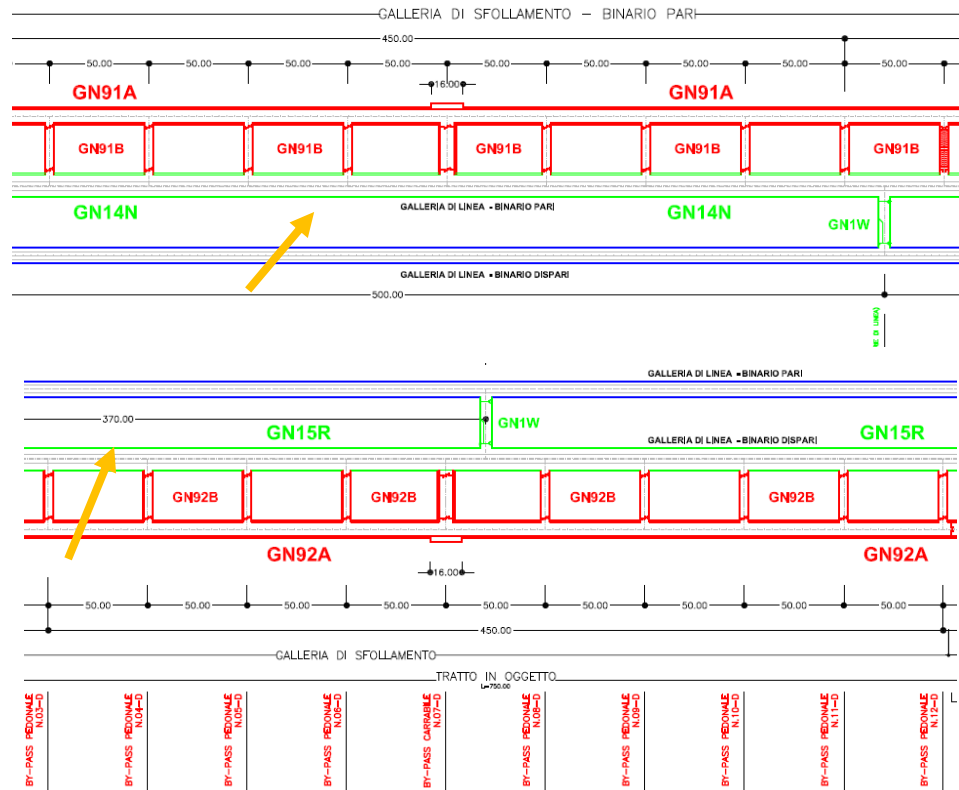 GALLERIA DI SFOLLAMENTO - BINARIO PARI
450.00
50.00 50.00 50.00 50.00 50.00 50.00 50.00 50.00 50.00
16.00
GN91A GN91A
GN91B GN91B GN91B GN91B GN91B
GALLERIA DI LINEA - BINARIO PARI
GN14N GN14N
GN1W
GALLERIA DI LINEA - BINARIO DISPARI
500.00
GALLERIA DI LINEA - BINARIO PARI
370.00
GN15R GN1W GN15R
GALLERIA DI LINEA - BINARIO DISPARI
GN92B GN92B GN92B GN92B
GN92A GN92A
16.00
50.00 50.00 50.00 50.00 50.00 50.00 50.00 50.00 50.00
450.00
GALLERIA DI SFOLLAMENTO
TRATTO IN OGGETTO
L=750.00
BY-PASS PEDONALE
N.03-D
BY-PASS PEDONALE
N.04-D
BY-PASS PEDONALE
N.05-D
BY-PASS PEDONALE
N.06-D
BY-PASS CARRABILE
N.07-D
BY-PASS PEDONALE
N.08-D
BY-PASS PEDONALE
N.09-D
BY-PASS PEDONALE
N.10-D
BY-PASS PEDONALE
N.11-D
BY-PASS PEDONALE
N.12-D
L